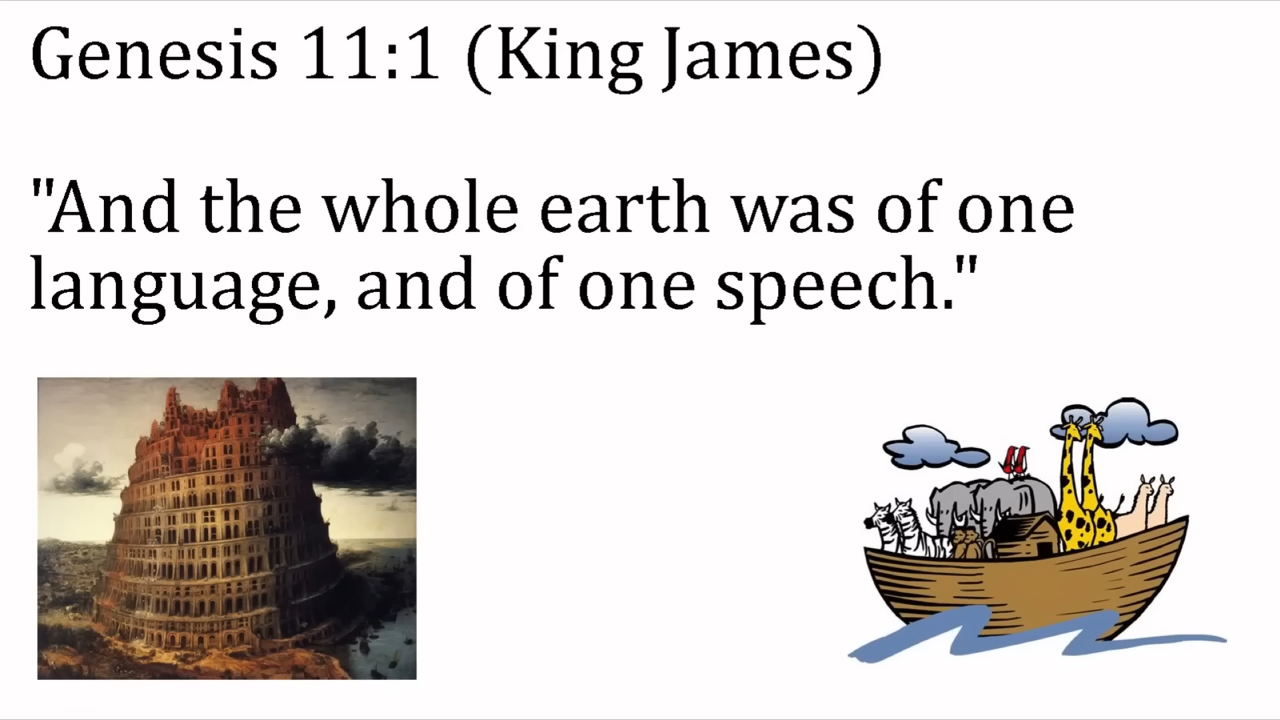 Genesis 11:1 (King James)
"And the whole earth was of one
language, and of one speech."